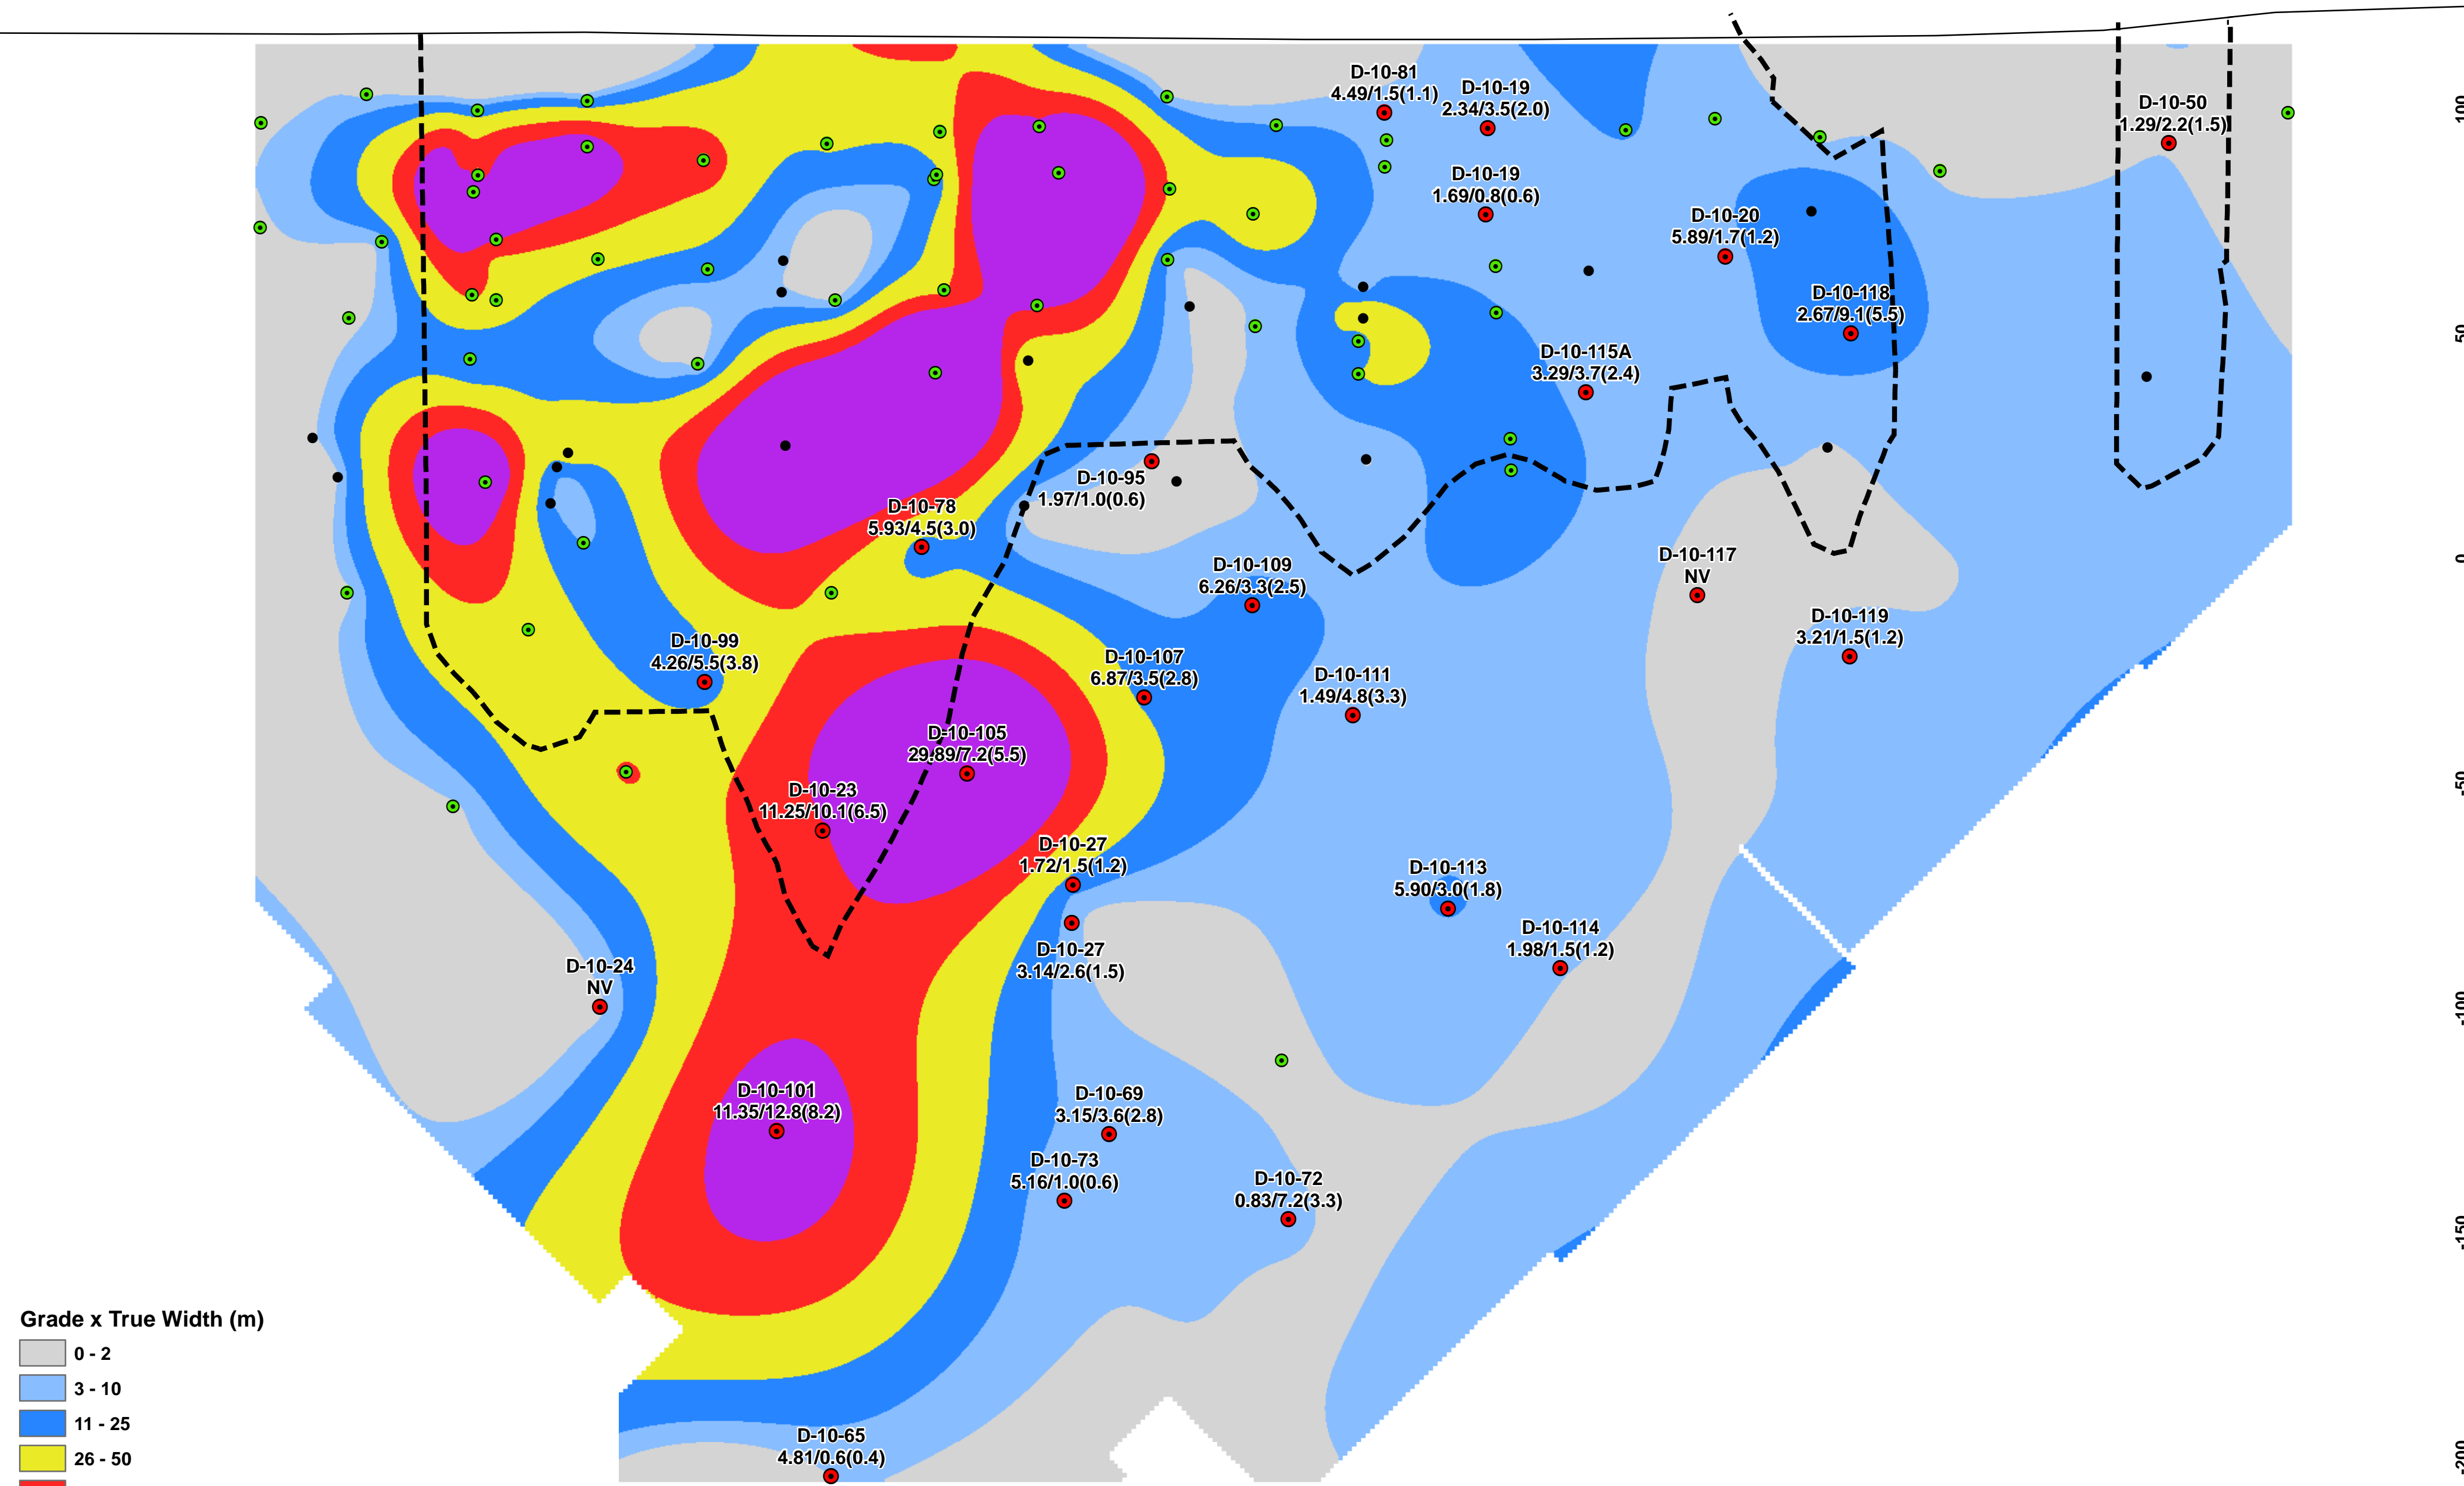 D-10-81
4.49/1.5(1.1)
D-10-19
2.34/3.5(2.0)
D-10-50
1.29/2.2(1.5)
100
D-10-19
1.69/0.8(0.6)
D-10-20
5.89/1.7(1.2)
D-10-118
2.67/9.1(5.5)
50
D-10-115A
3.29/3.7(2.4)
D-10-95
1.97/1.0(0.6)
D-10-78
5.93/4.5(3.0)
D-10-109
6.26/3.3(2.5)
D-10-117
NV
0
D-10-119
3.21/1.5(1.2)
D-10-99
4.26/5.5(3.8)
D-10-107
6.87/3.5(2.8)
D-10-111
1.49/4.8(3.3)
D-10-105
29.89/7.2(5.5)
-50
D-10-23
11.25/10.1(6.5)
D-10-27
1.72/1.5(1.2)
D-10-113
5.90/3.0(1.8)
D-10-114
1.98/1.5(1.2)
D-10-27
3.14/2.6(1.5)
D-10-24
NV
-100
D-10-101
11.35/12.8(8.2)
D-10-69
3.15/3.6(2.8)
D-10-73
5.16/1.0(0.6)
D-10-72
0.83/7.2(3.3)
-150
D-10-65
4.81/0.6(0.4)
-200
Grade x True Width (m)
0 - 2
3 - 10
11 - 25
26 - 50